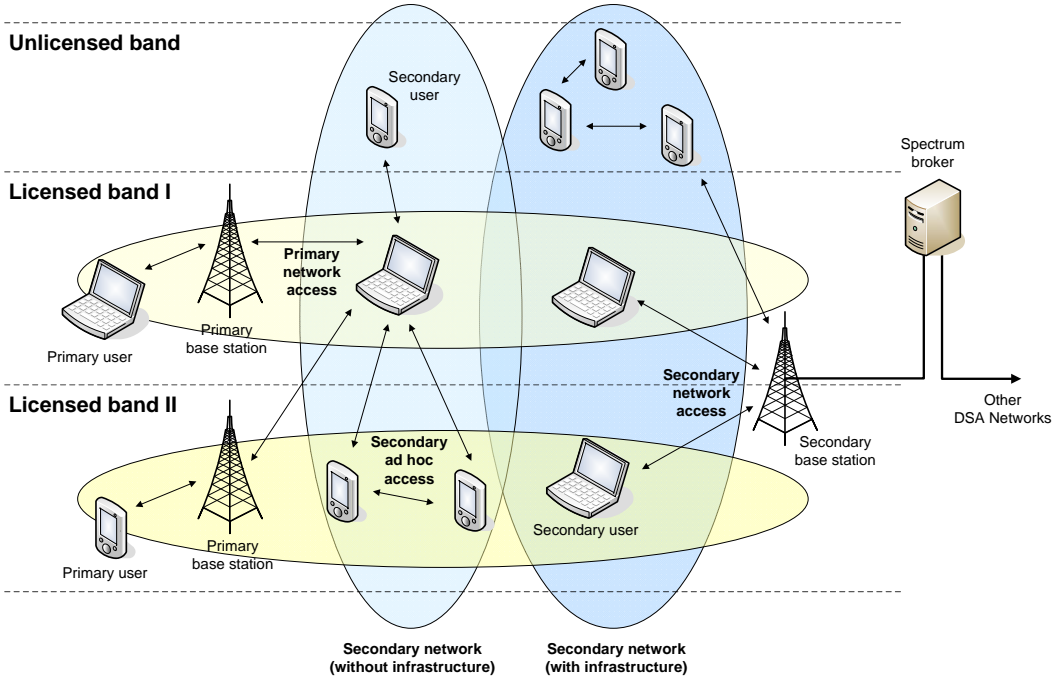 Unlicensed band
Secondary
user
Spectrum
broker
Licensed band I
Primary
network
access
Primary user
Primary
base station
Secondary
network
access
Other
DSA Networks
Licensed band II
Secondary
ad hoc
access
Secondary
base station
Secondary user
Primary user
Primary
base station
Secondary network
(without infrastructure)
Secondary network
(with infrastructure)